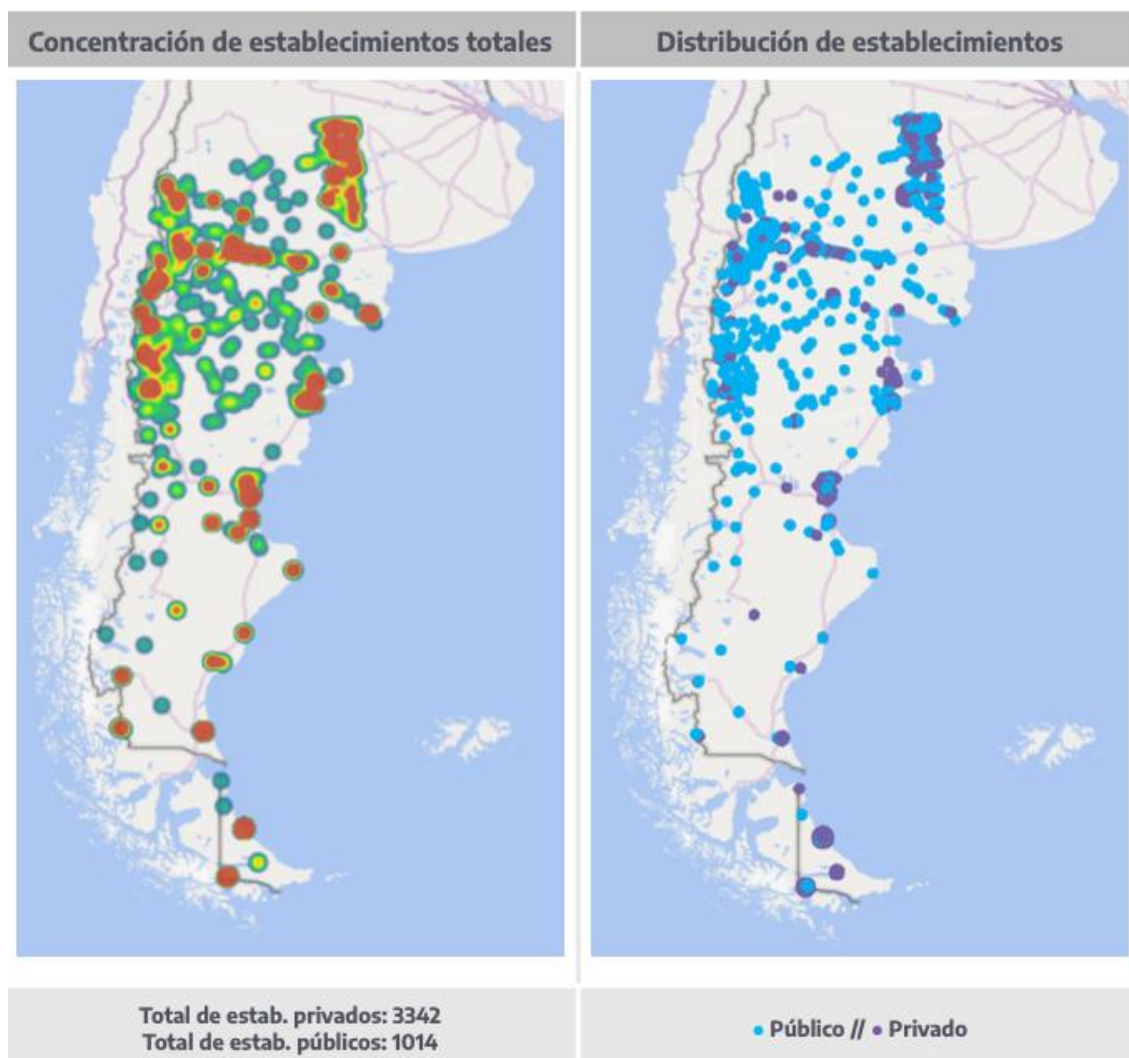 Concentración de establecimientos totales
Distribución de establecimientos
Total de estab. privados: 3342
Total de estab. públicos: 1014
Público // Privado